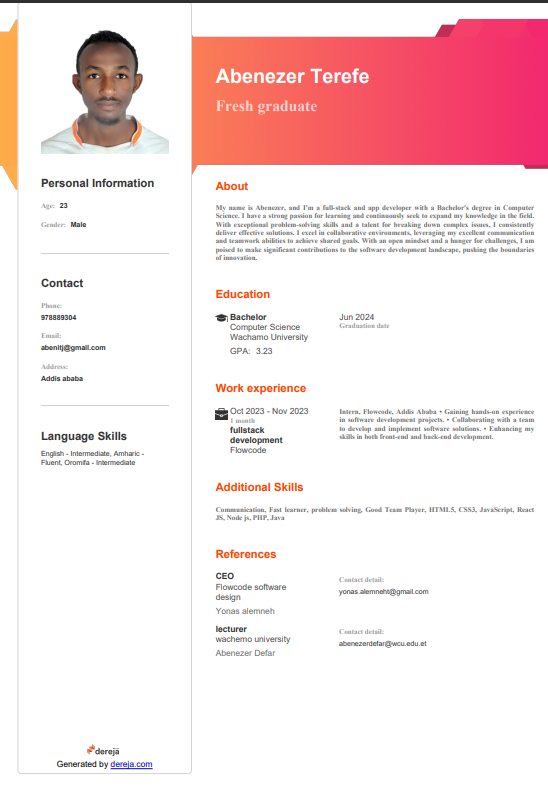 Abenezer Terefe
Fresh graduate
Personal Information
Age: 23
Gender: Male
Contact
Phone:
978889304
Email:
abenitj@gmail.com
Address:
Addis ababa
Language Skills
English - Intermediate, Amharic -
Fluent, Oromifa - Intermediate
dereja
Generated by dereja.com
About
My name is Abenezer, and I'm a full-stack and app developer with a Bachelor's degree in Computer
Science. I have a strong passion for learning and continuously seek to expand my knowledge in the field.
With exceptional problem-solving skills and a talent for breaking down complex issues, I consistently
deliver effective solutions. I excel in collaborative environments, leveraging my excellent communication
and teamwork abilities to achieve shared goals. With an open mindset and a hunger for challenges, I am
poised to make significant contributions to the software development landscape, pushing the boundaries
of innovation.
Education
Bachelor
Computer Science
Wachamo University
GPA: 3.23
Jun 2024
Graduation date
Work experience
Oct 2023 - Nov 2023
1 month
fullstack
development
Flowcode
Intern, Flowcode, Addis Ababa • Gaining hands-on experience
in software development projects. • Collaborating with a team
to develop and implement software solutions. • Enhancing my
skills in both front-end and back-end development.
Additional Skills
Communication, Fast learner, problem solving, Good Team Player, HTML5, CSS3, JavaScript, React
JS, Node js, PHP, Java
References
CEO
Flowcode software
design
Yonas alemneh
Contact detail:
yonas.alemneht@gmail.com
lecturer
wachemo university
Abenezer Defar
Contact detail:
abenezerdefar@wcu.edu.et